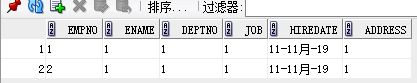 排序... 过滤器:
EMPNO ENAME DEPTNO JOB HIREDATE ADDRESS
1 1 1 1 1 11-11月-19 1
2 2 1 1 1 11-11月-19 1